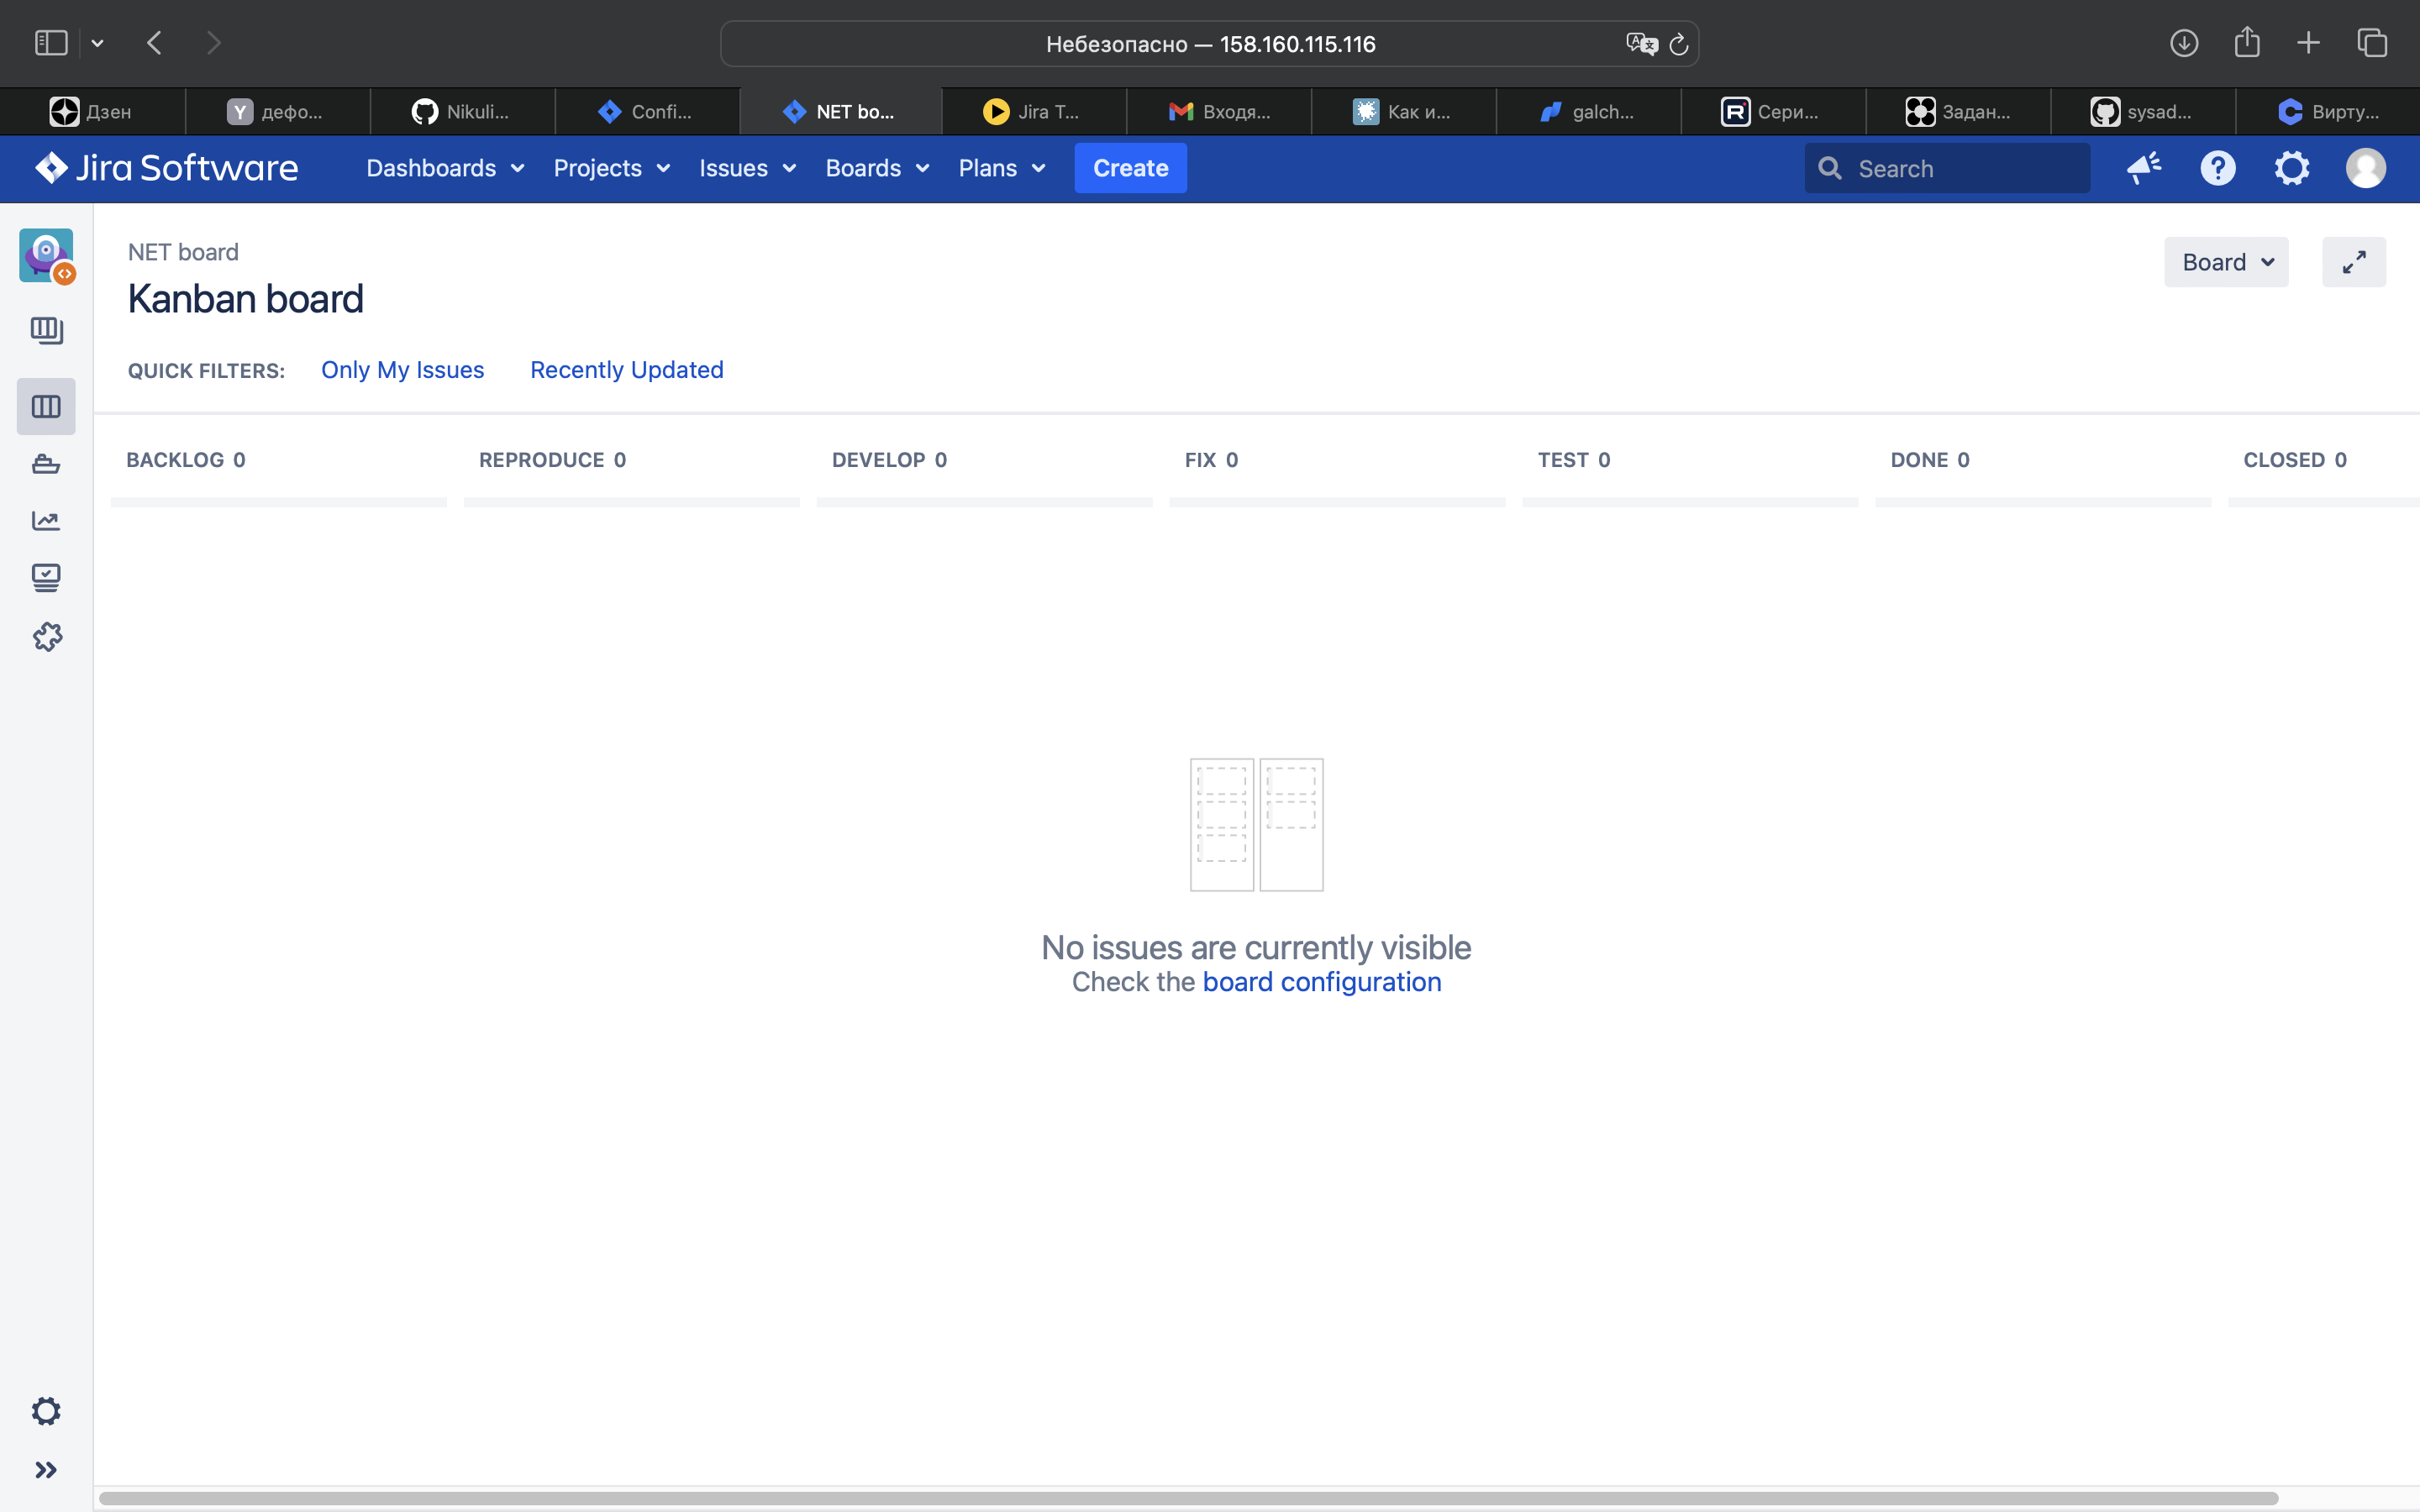 Небезопасно — 158.160.115.116
Дзен
Y дефо...
Nikuli...
Confi...
NET bo...
Jira T...
Входя...
Как и...
galch...
R Сери...
Задан...
sysad...
C Вирту...
Jira Software
Dashboards
Projects
Issues
Boards
Plans
Create
Search
NET board
Kanban board
Board
QUICK FILTERS:
Only My Issues
Recently Updated
BACKLOG 0
REPRODUCE 0
DEVELOP 0
FIX 0
TEST 0
DONE 0
CLOSED 0
No issues are currently visible
Check the board configuration